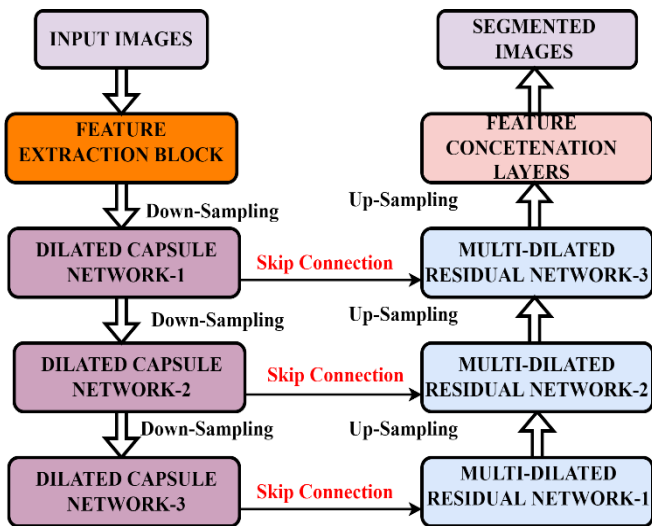 INPUT IMAGES
SEGMENTED
IMAGES
FEATURE
EXTRACTION BLOCK
FEATURE
CONCETENATION
LAYERS
Down-Sampling
Up-Sampling
DILATED CAPSULE
NETWORK-1
Skip Connection
MULTI-DILATED
RESIDUAL NETWORK-3
Down-Sampling
Up-Sampling
DILATED CAPSULE
NETWORK-2
Skip Connection
MULTI-DILATED
RESIDUAL NETWORK-2
Down-Sampling
Up-Sampling
DILATED CAPSULE
NETWORK-3
Skip Connection
MULTI-DILATED
RESIDUAL NETWORK-1